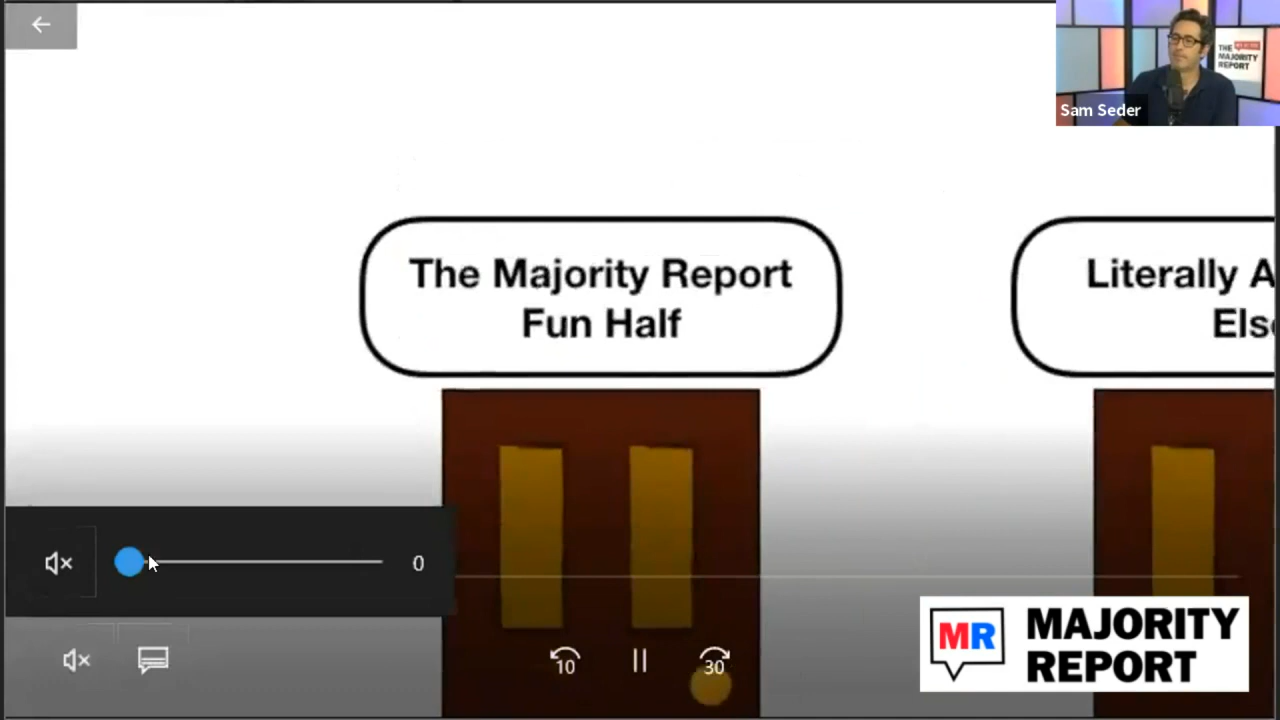 THE
MAJORITY
REPORT
Sam Seder
The Majority Report
Fun Half
Literally A
Els
0
10
30
MR
MAJORITY
REPORT